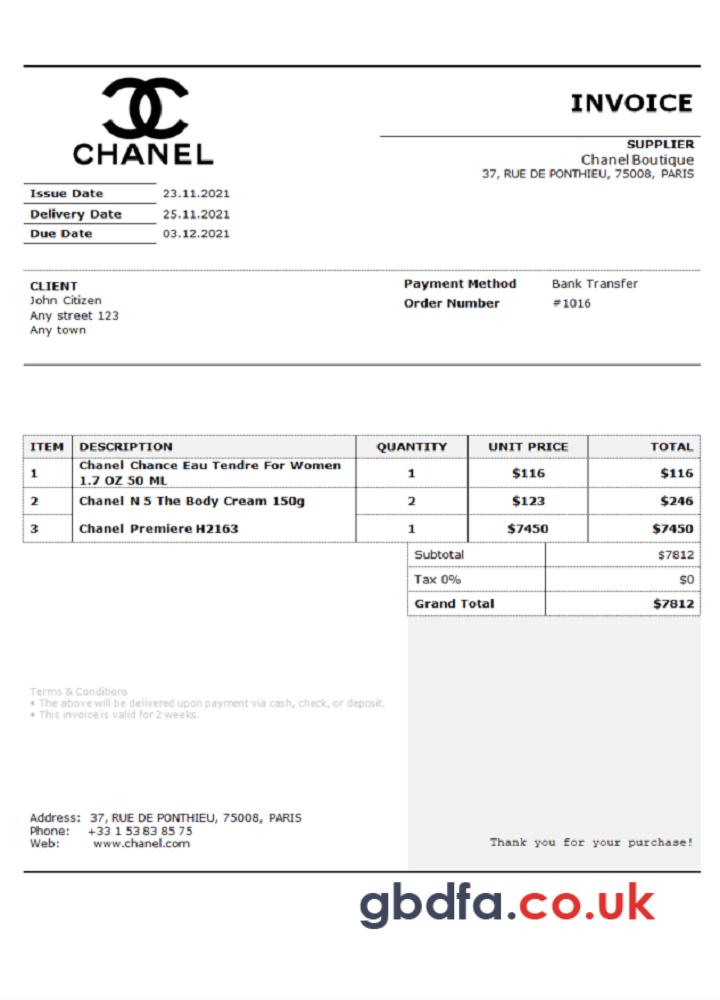 CHANEL
INVOICE
SUPPLIER
Chanel Boutique
37, RUE DE PONTHIEU, 75008, PARIS
Issue Date 23.11.2021
Delivery Date 25.11.2021
Due Date 03.12.2021
CLIENT
John Citizen
Any street 123
Any town
Payment Method Bank Transfer
Order Number #1016
ITEM DESCRIPTION QUANTITY UNIT PRICE TOTAL
1 Chanel Chance Eau Tendre For Women
1.7 OZ 50 ML 1 $116 $116
2 Chanel N 5 The Body Cream 150g 2 $123 $246
3 Chanel Premiere H2163 1 $7450 $7450
Subtotal $7812
Tax 0% $0
Grand Total $7812
Terms & Conditions
• The above will be delivered upon payment via cash, check, or deposit.
• This invoice is valid for 2 weeks.
Address: 37, RUE DE PONTHIEU, 75008, PARIS
Phone: +33 1 53 83 85 75
Web: www.chanel.com
Thank you for your purchase!
gbdfa.co.uk